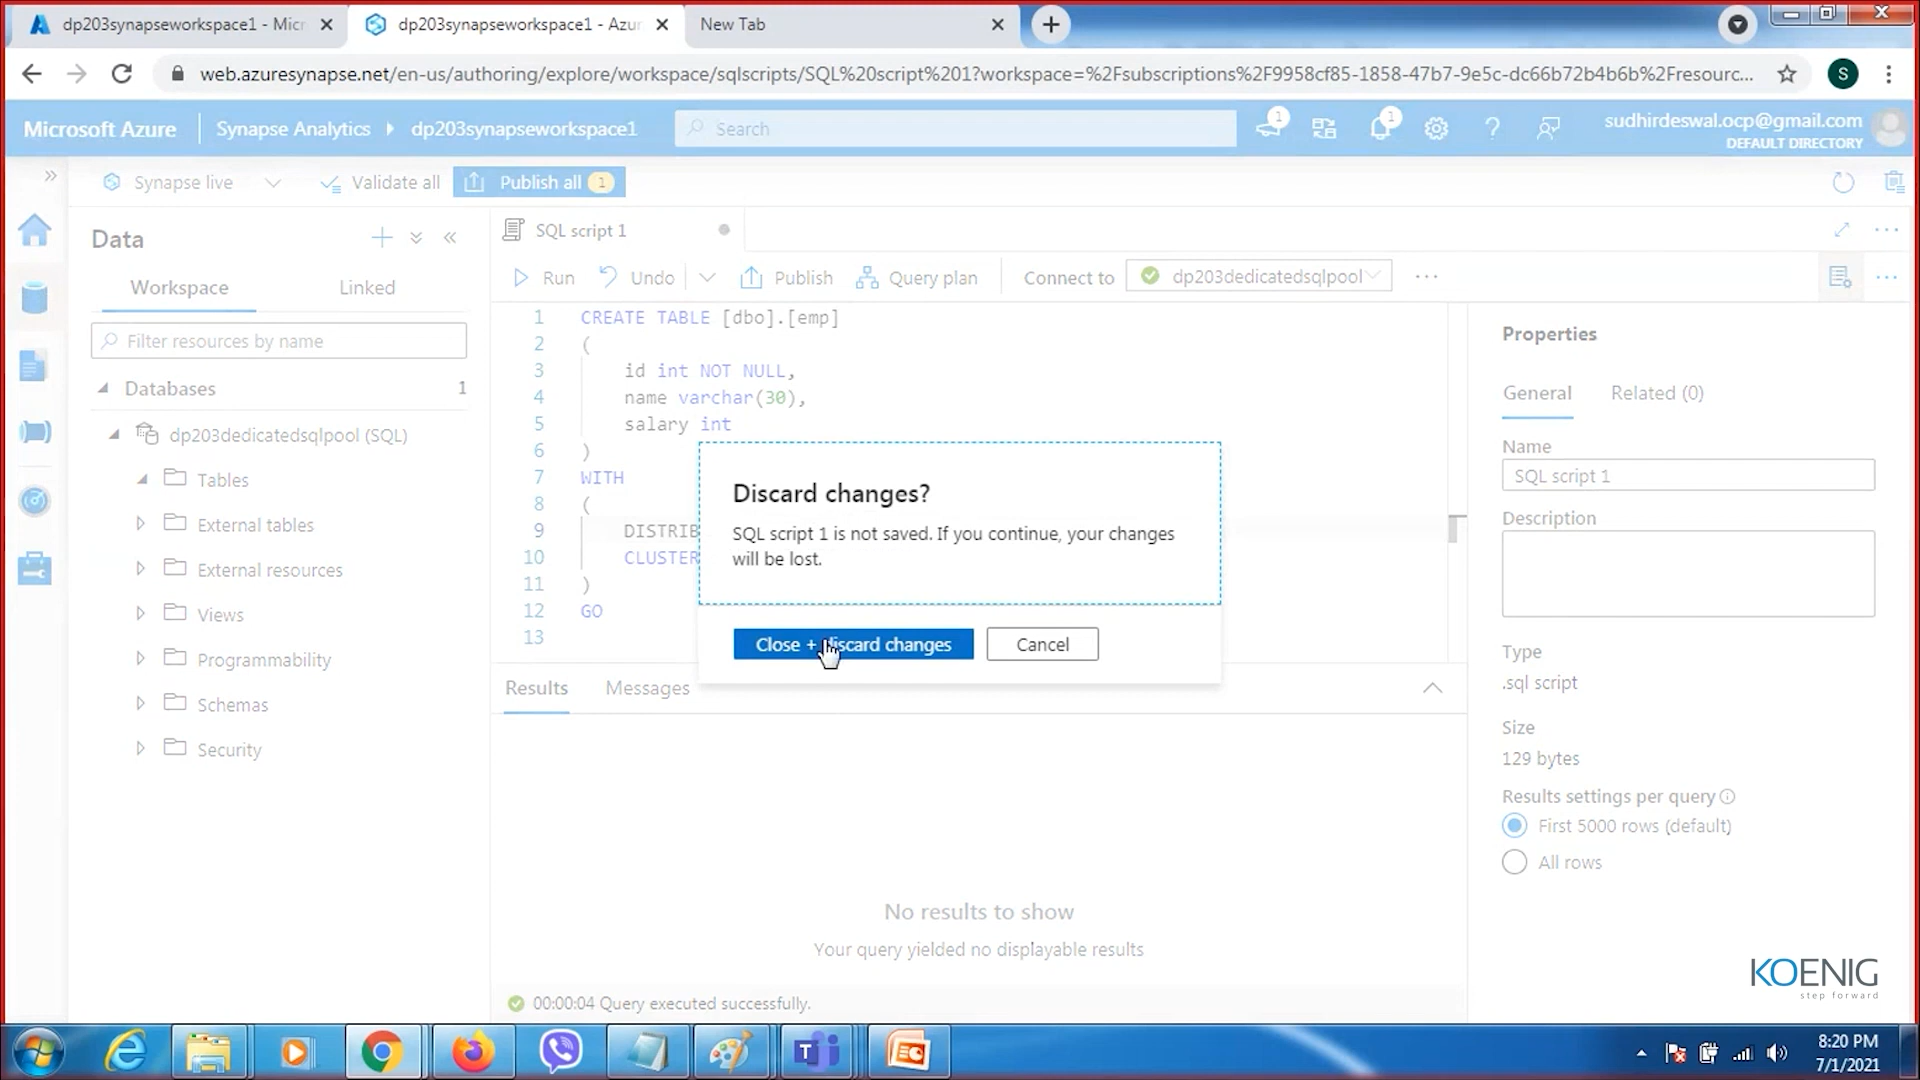 dp203synapseworkspace1 - Micr
dp203synapseworkspace1 - Azur
New Tab
web.azuresynapse.net/en-us/authoring/explore/workspace/sqlscripts/SQL%20script%201?workspace=%2Fsubscriptions%2F9958cf85-1858-47b7-9e5c-dc66b72b4b6b%2Fresourc...
S
Microsoft Azure
Synapse Analytics
dp203synapseworkspace1
Search
1
1
sudhirdeswal.ocp@gmail.com
DEFAULT DIRECTORY
Synapse live
Validate all
Publish all 1
Data
Workspace
Linked
Filter resources by name
Databases 1
dp203dedicatedsqlpool (SQL)
Tables
External tables
External resources
Views
Programmability
Schemas
Security
SQL script 1
Run
Undo
Publish
Query plan
Connect to
dp203dedicatedsqlpool
1 CREATE TABLE [dbo].[emp]
2 (
3 id int NOT NULL,
4 name varchar(30),
5 salary int
6 )
7 WITH
8 (
9 DISTRIB
10 CLUSTER
11 )
12 GO
13
Discard changes?
SQL script 1 is not saved. If you continue, your changes
will be lost.
Close + discard changes
Cancel
Results
Messages
No results to show
Your query yielded no displayable results
00:00:04 Query executed successfully.
Properties
General
Related (0)
Name
SQL script 1
Description
Type
.sql script
Size
129 bytes
Results settings per query
First 5000 rows (default)
All rows
KOENIG
step forward
8:20 PM
7/1/2021